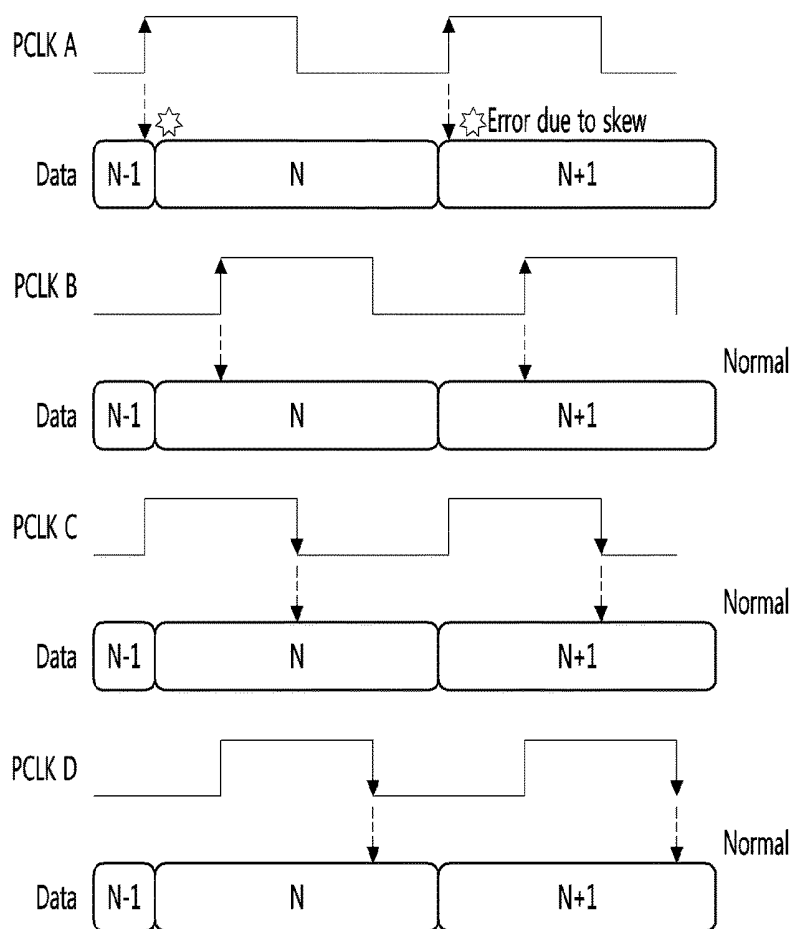 PCLK A
Error due to skew
Data N-1 N N+1
PCLK B
Normal
Data N-1 N N+1
PCLK C
Normal
Data N-1 N N+1
PCLK D
Normal
Data N-1 N N+1